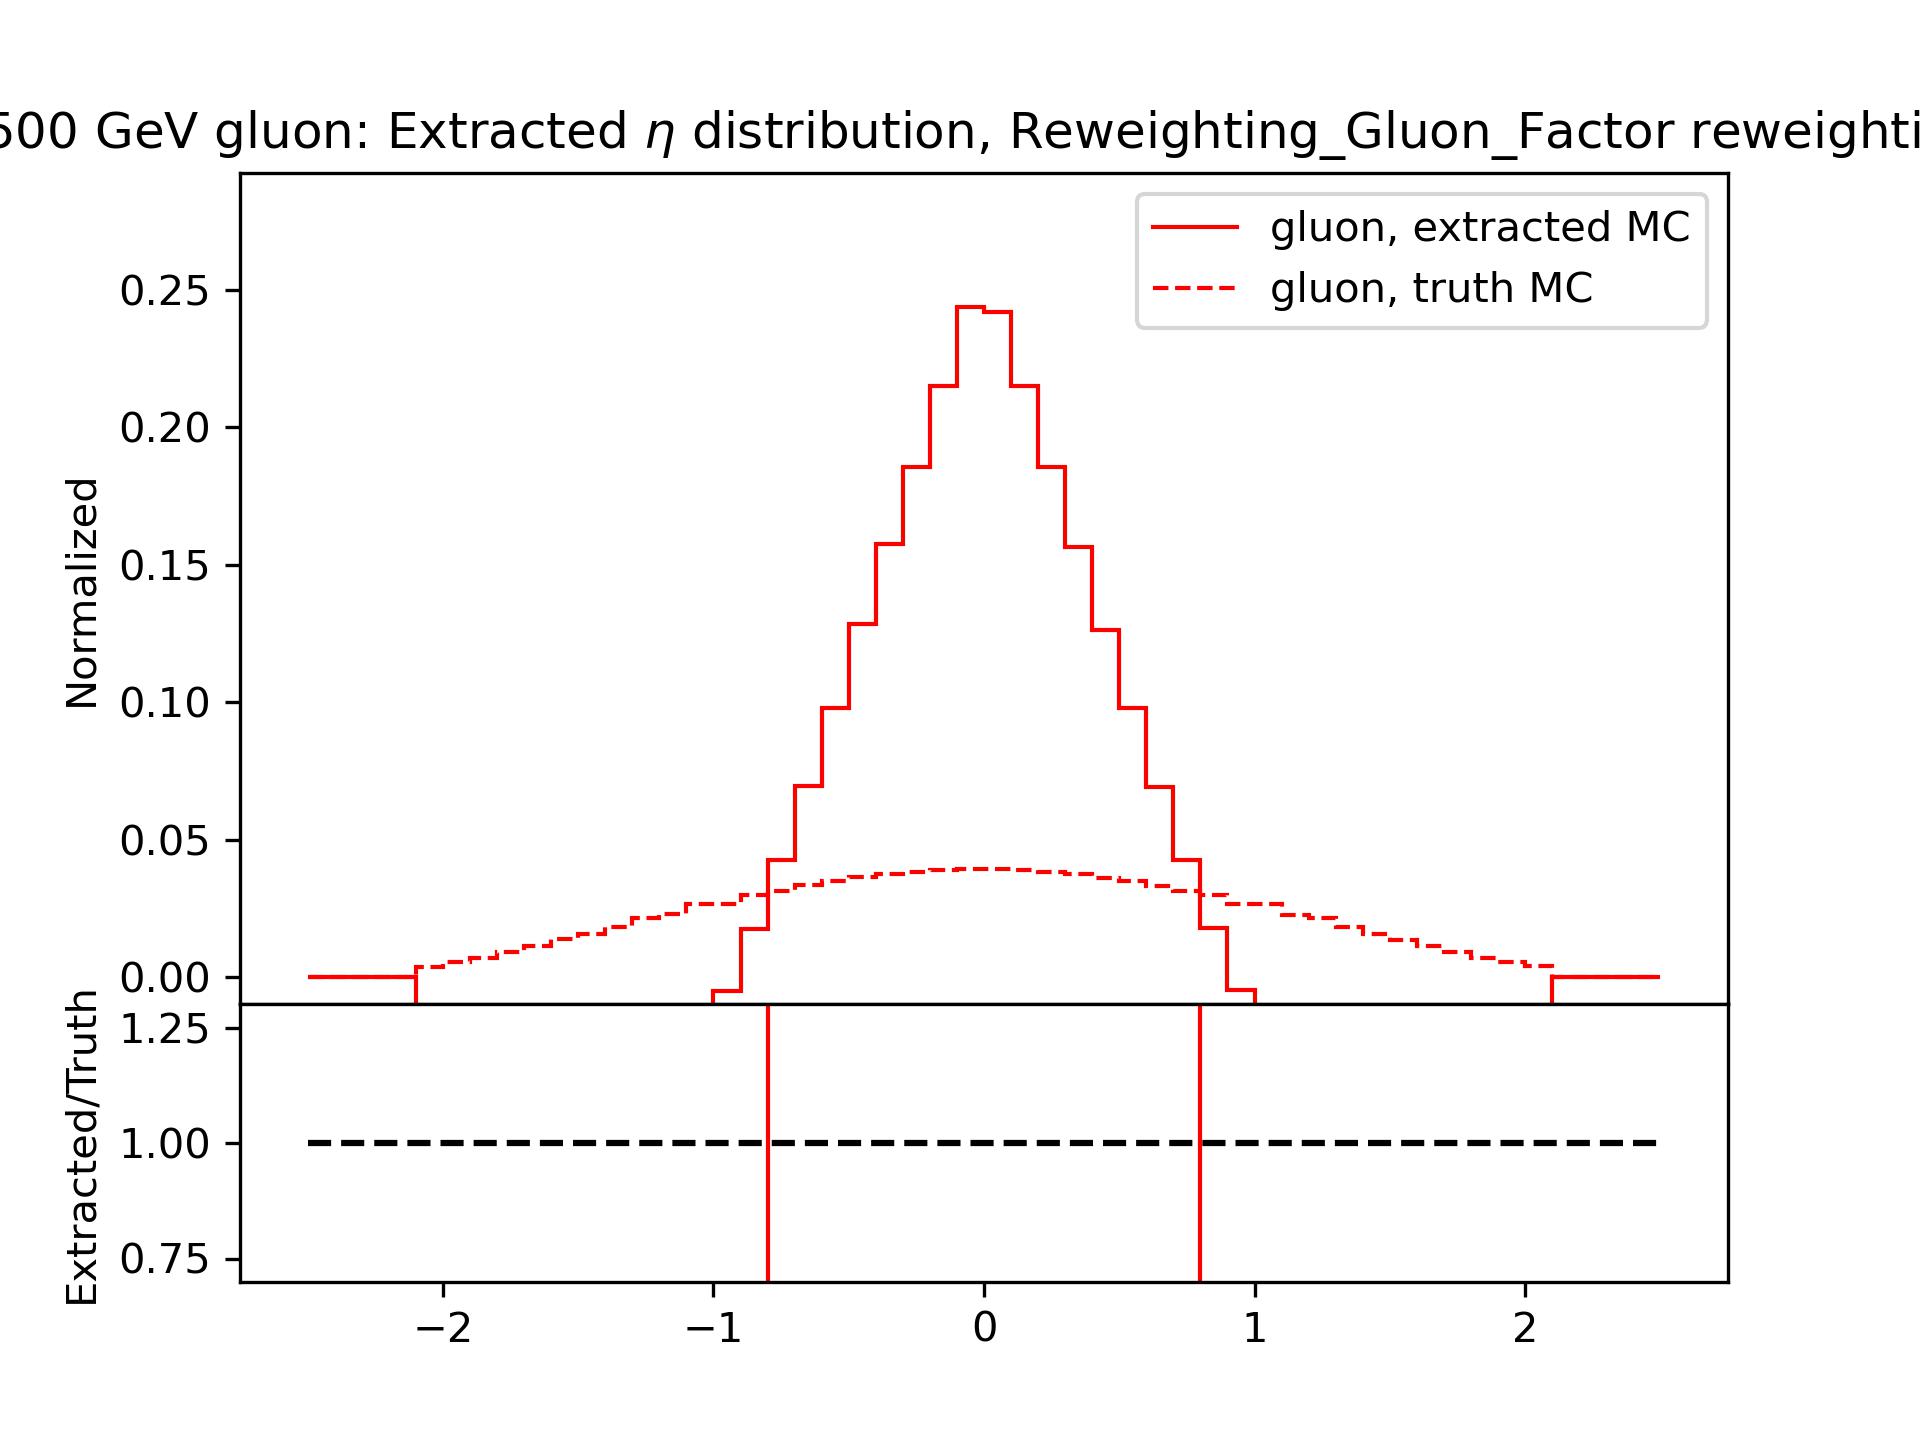 500 GeV gluon: Extracted η distribution, Reweighting_Gluon_Factor reweighti
gluon, extracted MC
gluon, truth MC
Normalized
0.25
0.20
0.15
0.10
0.05
0.00
Extracted/Truth
1.25
1.00
0.75
−2
−1
0
1
2